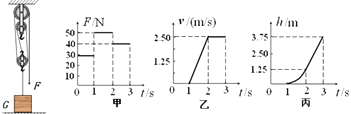 F
G
F/N
50
40
30
20
10
0 1 2 3 t/s
甲
v/(m/s)
2.50
1.25
0 1 2 3 t/s
乙
h/m
3.75
2.50
1.25
0 1 2 3 t/s
丙